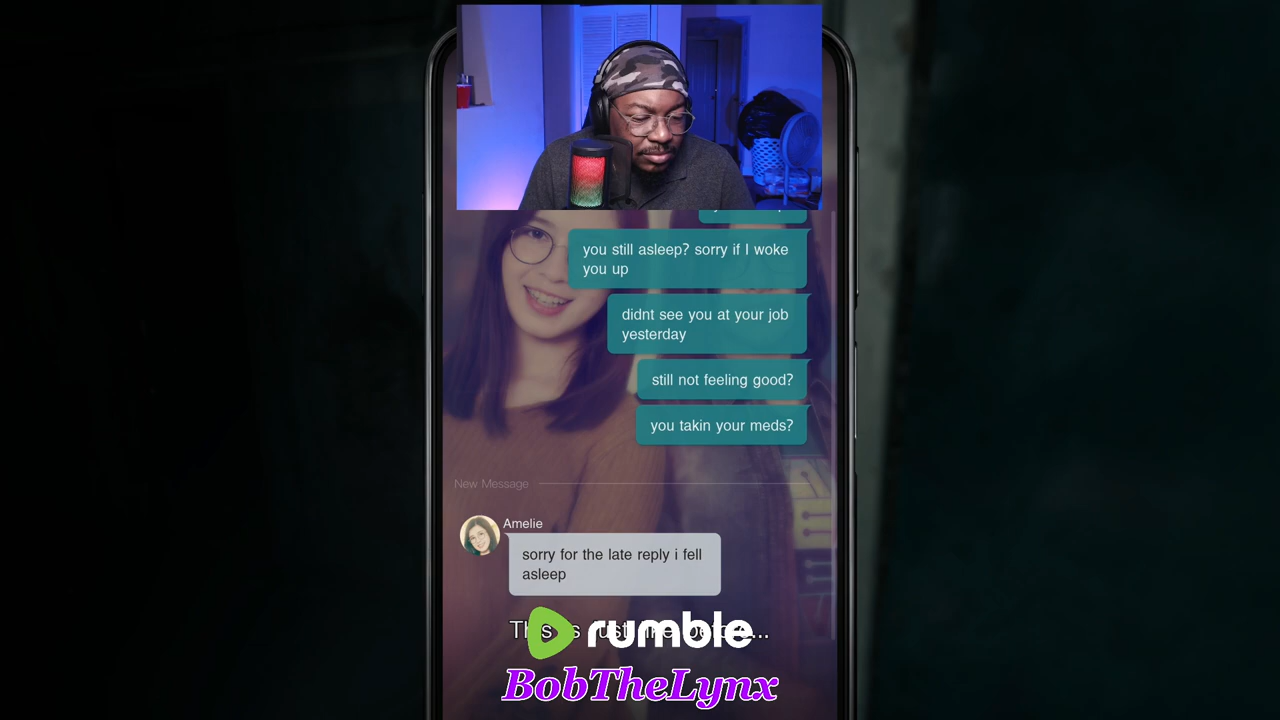 you still asleep? sorry if I woke
you up
didnt see you at your job
yesterday
still not feeling good?
you takin your meds?
New Message
Amelie
sorry for the late reply i fell
asleep
rumble
BobTheLynx